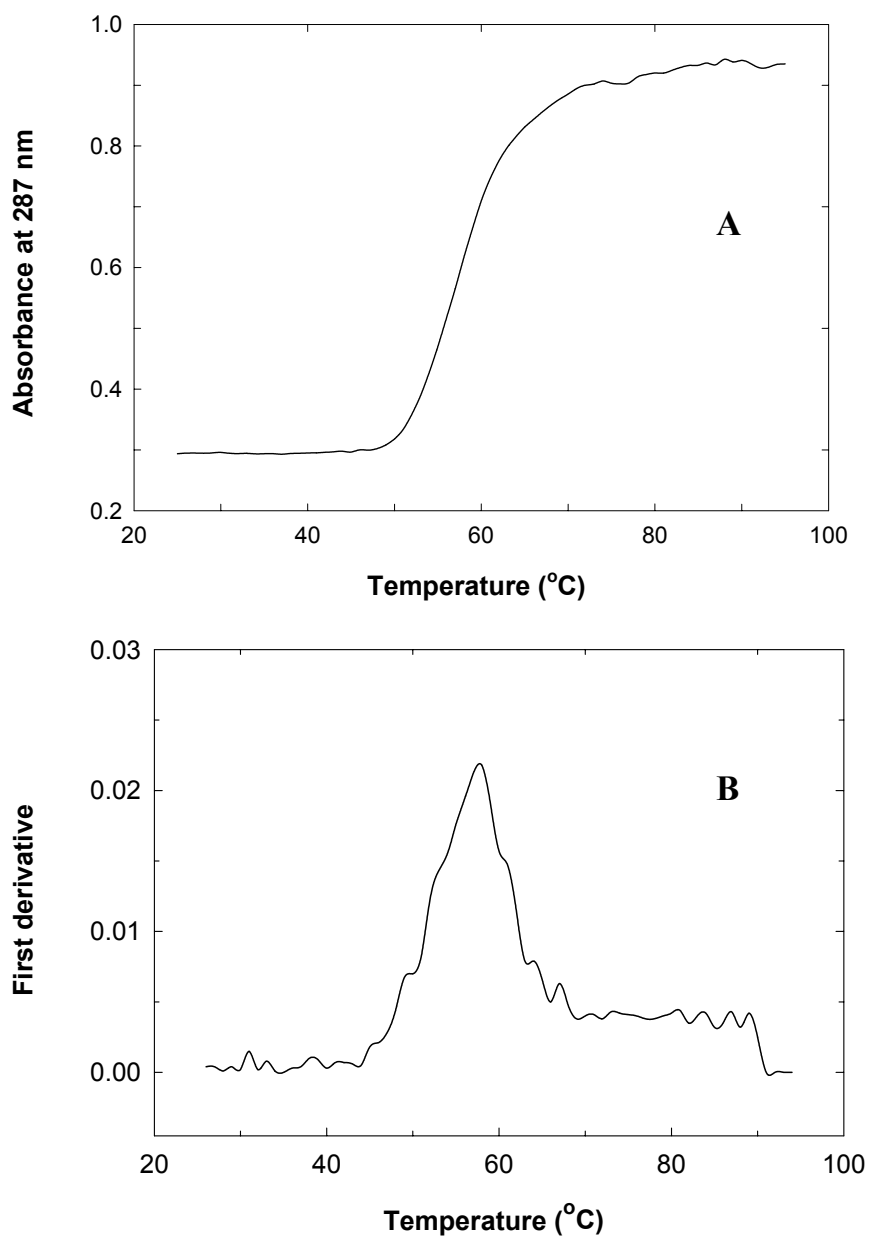 1.0
0.8
0.6
0.4
0.2
20 40 60 80 100
Absorbance at 287 nm
A
Temperature (°C)
0.03
0.02
0.01
0.00
20 40 60 80 100
First derivative
B
Temperature (°C)